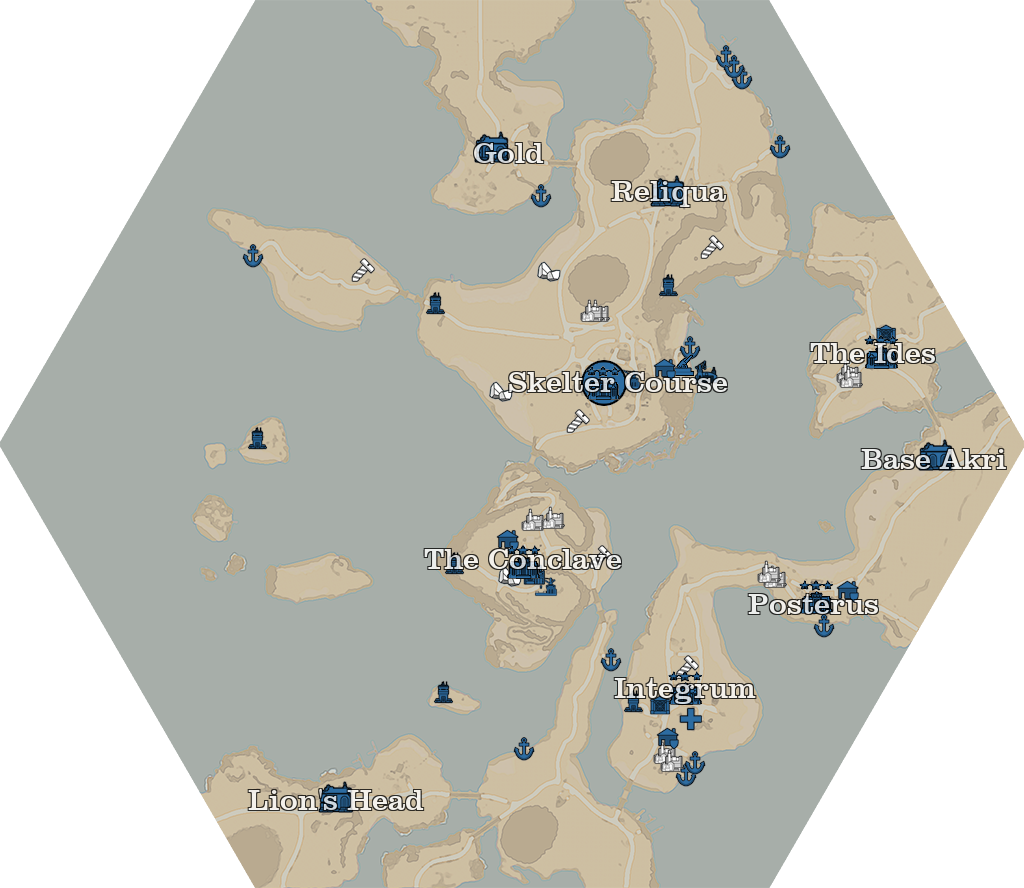 Gold
Reliqua
The Ides
Skelter Course
Base Akri
The Conclave
Posterus
Integrum
Lion's Head